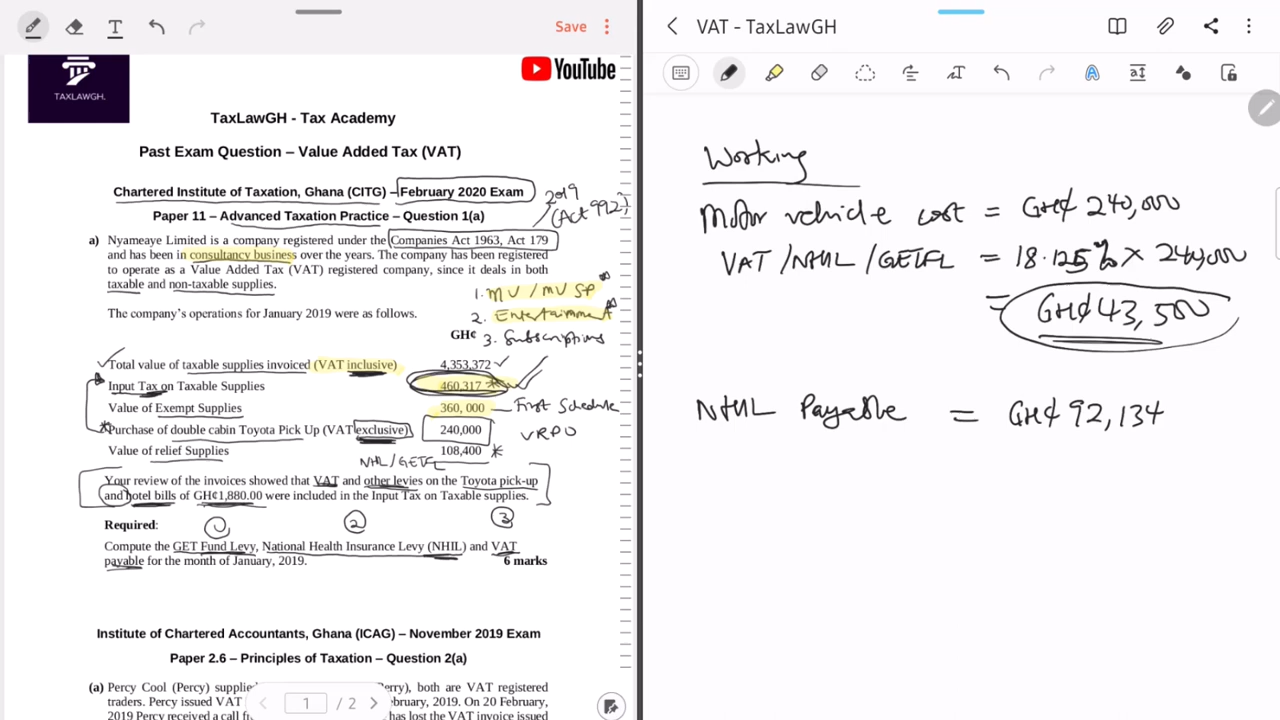 Save
TAXLAWGH.
YouTube
TaxLawGH - Tax Academy
Past Exam Question – Value Added Tax (VAT)
Chartered Institute of Taxation, Ghana (CITG) – February 2020 Exam
2019
(Act 992)
Paper 11 – Advanced Taxation Practice - Question 1(a)
a) Nyameaye Limited is a company registered under the Companies Act 1963, Act 179
and has been in consultancy business over the years. The company has been registered
to operate as a Value Added Tax (VAT) registered company, since it deals in both
taxable and non-taxable supplies.
1. MV / MV SP
2. Entertainment
The company's operations for January 2019 were as follows.
GH¢
3. Subscriptions
Total value of taxable supplies invoiced (VAT inclusive) 4,353,372
Input Tax on Taxable Supplies 460,317
Value of Exempt Supplies 360, 000 First Schedule
Purchase of double cabin Toyota Pick Up (VAT exclusive) 240,000 VRPO
Value of relief Supplies 108,400
NHL/GETFL
Your review of the invoices showed that VAT and other levies on the Toyota pick-up
and hotel bills of GH¢1,880.00 were included in the Input Tax on Taxable supplies.
Required: 1 2 3
Compute the GET Fund Levy, National Health Insurance Levy (NHIL) and VAT
payable for the month of January, 2019. 6 marks
Institute of Chartered Accountants, Ghana (ICAG) – November 2019 Exam
Paper 2.6 – Principles of Taxation – Question 2(a)
(a) Percy Cool (Percy) supplie erry), both are VAT registered
traders. Percy issued VAT ebruary, 2019. On 20 February,
2019 Percy received a call f has lost the VAT invoice issued
1 / 2
VAT - TaxLawGH
Working
Motor vehicle cost = GH¢ 240,000
VAT/NHIL/GETFL = 18.125% × 240,000
= GH¢43,500
NHIL Payable = GH¢ 92,134